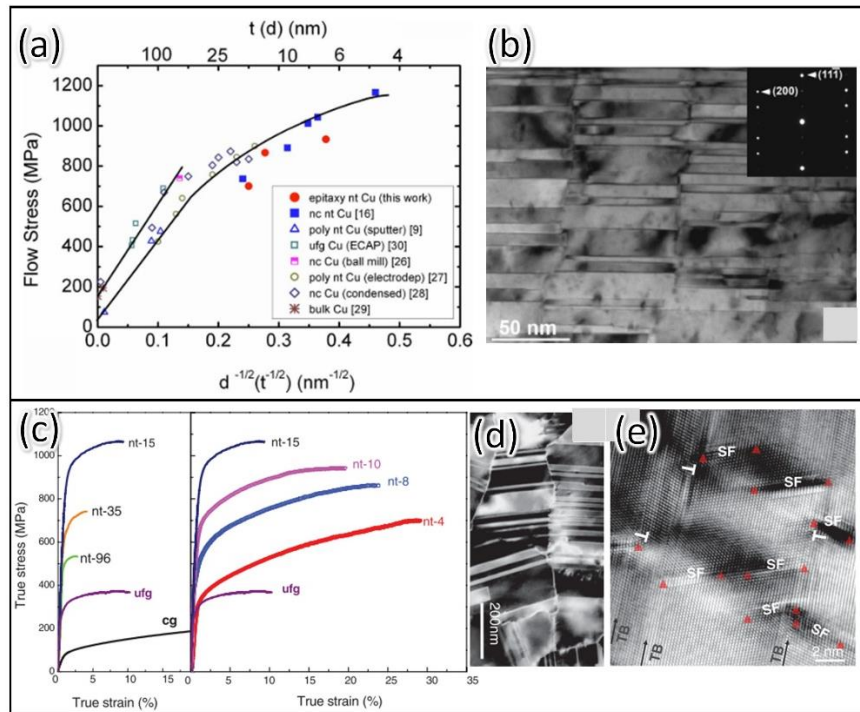 (a)
t (d) (nm)
100 25 10 6 4
1200
1000
800
600
400
200
0
Flow Stress (MPa)
epitaxy nt Cu (this work)
nc nt Cu [16]
poly nt Cu (sputter) [9]
ufg Cu (ECAP) [30]
nc Cu (ball mill) [26]
poly nt Cu (electrodep) [27]
nc Cu (condensed) [28]
bulk Cu [29]
0.0 0.1 0.2 0.3 0.4 0.5 0.6
d -1/2(t-1/2) (nm-1/2)
(b)
(111̄)
(200)
50 nm
(c)
1200
1000
800
600
400
200
0
True stress (MPa)
nt-15
nt-35
nt-96
ufg
cg
0 5 10 15
True strain (%)
nt-15
nt-10
nt-8
nt-4
ufg
0 5 10 15 20 25 30 35
True strain (%)
(d)
200nm
(e)
SF
T
SF
SF
T
T
SF
SF
SF
SF
TB
TB
TB
2 nm